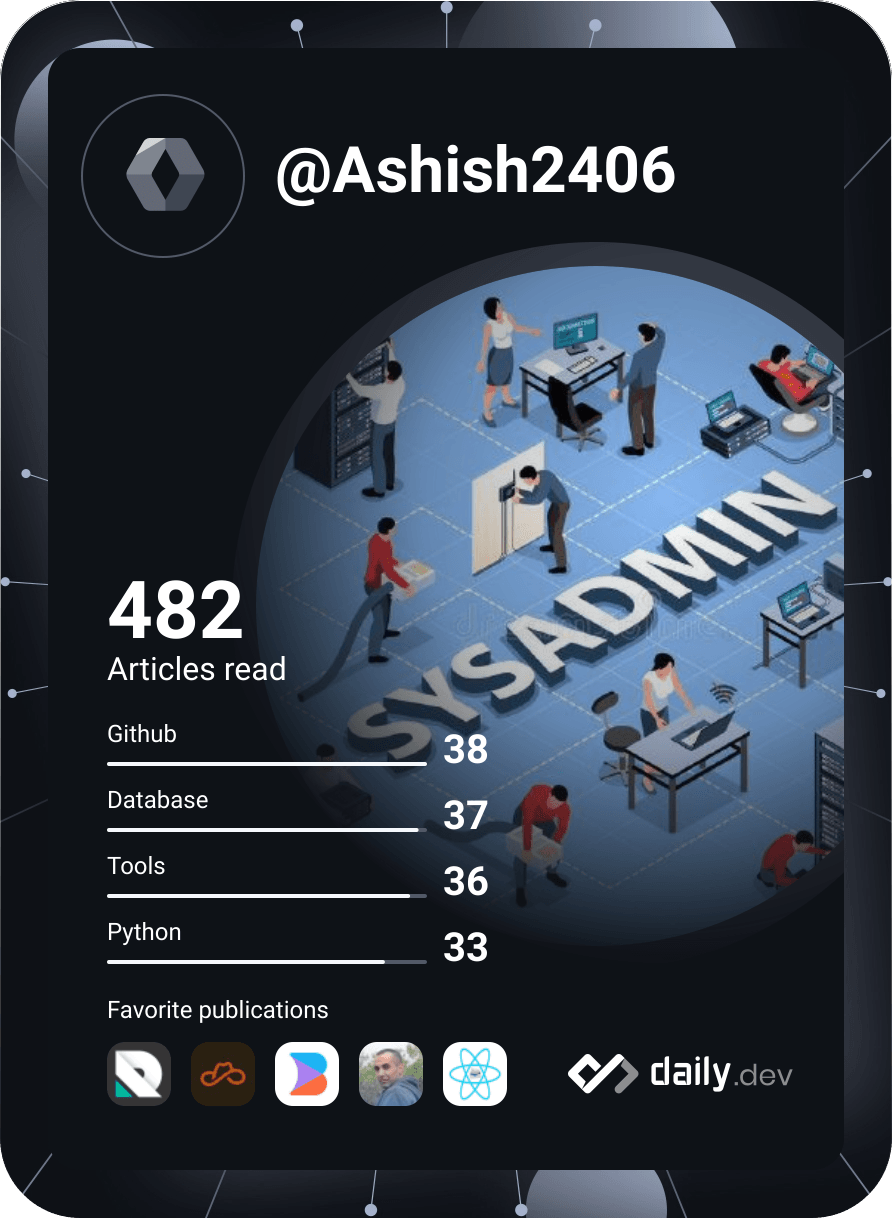 @Ashish2406
SYSADMIN
482
Articles read
Github
38
Database
37
Tools
36
Python
33
Favorite publications
daily.dev